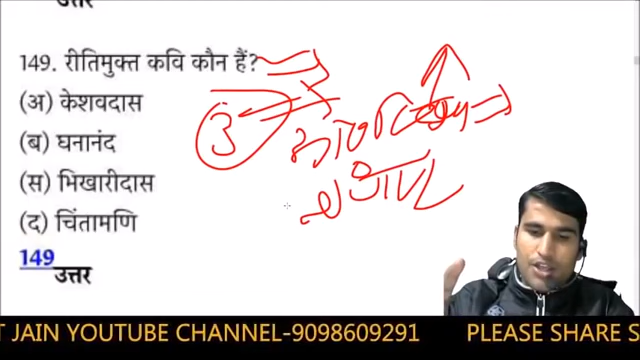 उत्तर
149. रीतिमुक्त कवि कौन हैं?
(अ) केशवदास
(ब) घनानंद
(स) भिखारीदास
(द) चिंतामणि
149
उत्तर
T JAIN YOUTUBE CHANNEL-9098609291 PLEASE SHARE S